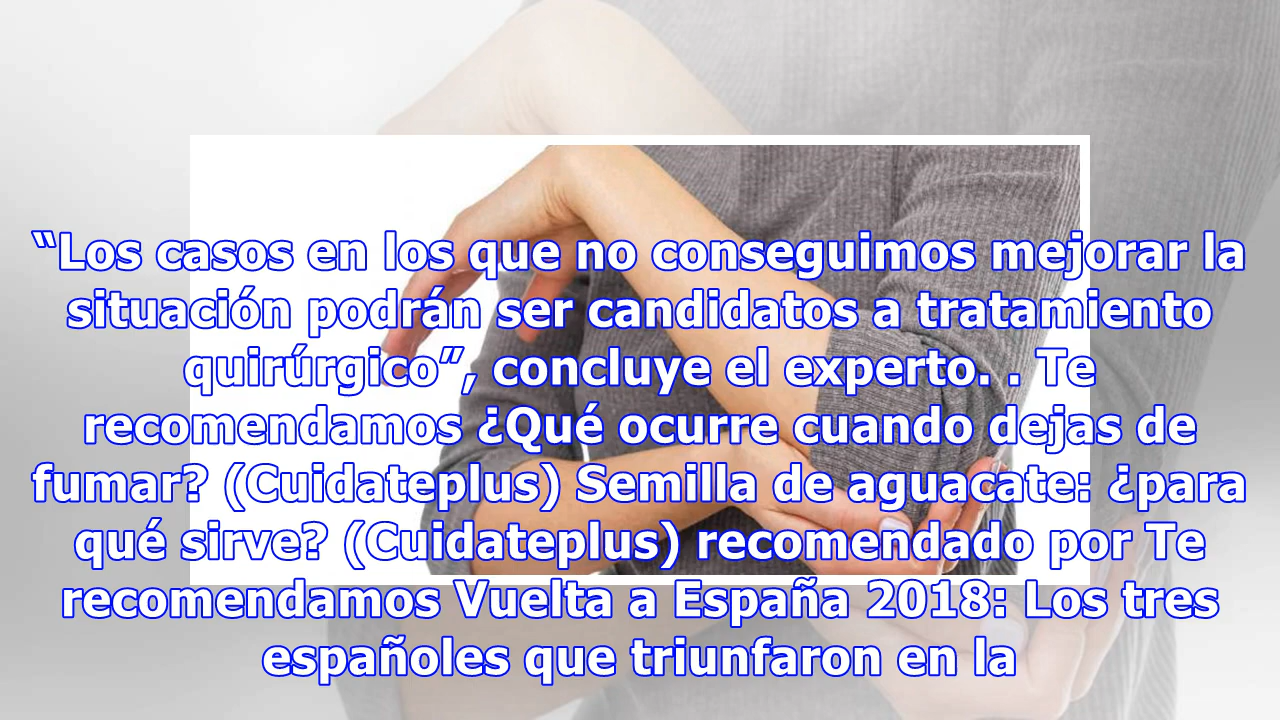 “Los casos en los que no conseguimos mejorar la
situación podrán ser candidatos a tratamiento
quirúrgico”, concluye el experto. . Te
recomendamos ¿Qué ocurre cuando dejas de
fumar? (Cuidateplus) Semilla de aguacate: ¿para
qué sirve? (Cuidateplus) recomendado por Te
recomendamos Vuelta a España 2018: Los tres
españoles que triunfaron en la